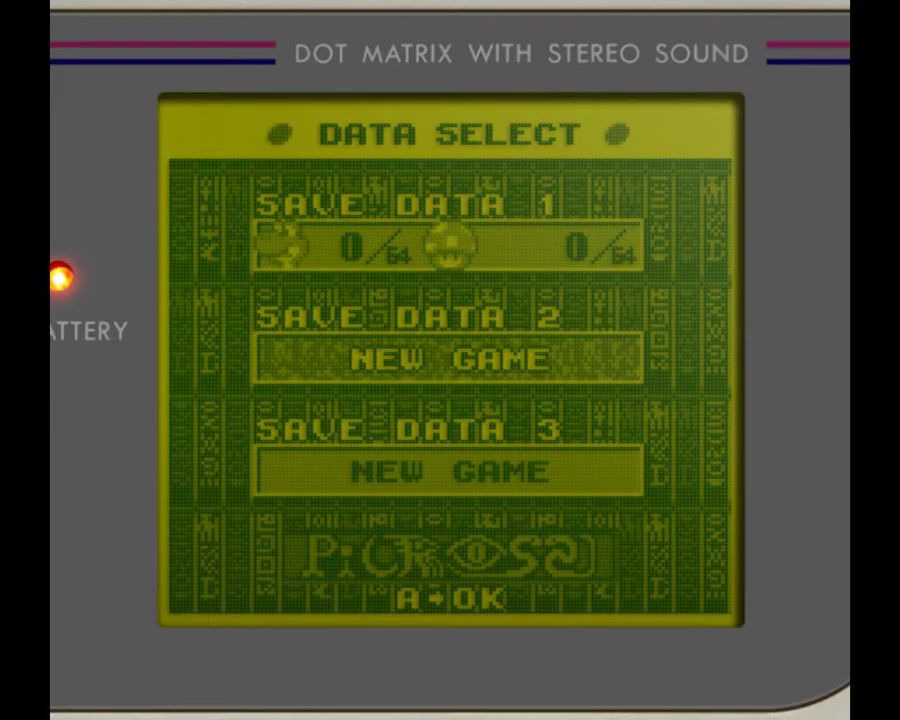 DOT MATRIX WITH STEREO SOUND
DATA SELECT
SAVE DATA 1
0/64 0/64
SAVE DATA 2
NEW GAME
ATTERY
SAVE DATA 3
NEW GAME
PICROSS2
A→OK